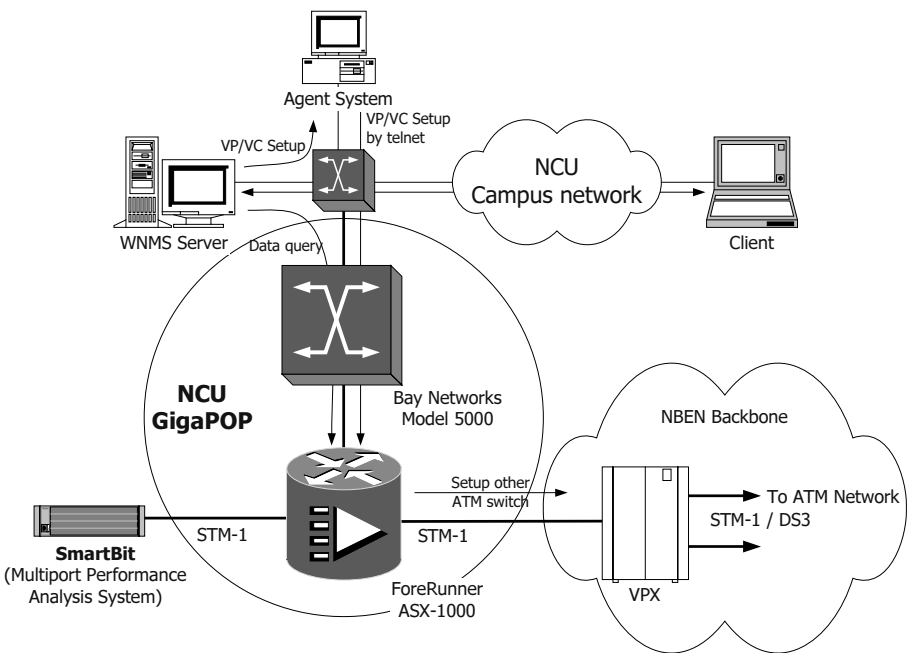 Agent System
VP/VC Setup
by telnet
VP/VC Setup
NCU
Campus network
WNMS Server
Data query
Client
NCU
GigaPOP
Bay Networks
Model 5000
NBEN Backbone
Setup other
ATM switch
To ATM Network
STM-1 / DS3
STM-1
STM-1
SmartBit
(Multiport Performance
Analysis System)
ForeRunner
ASX-1000
VPX